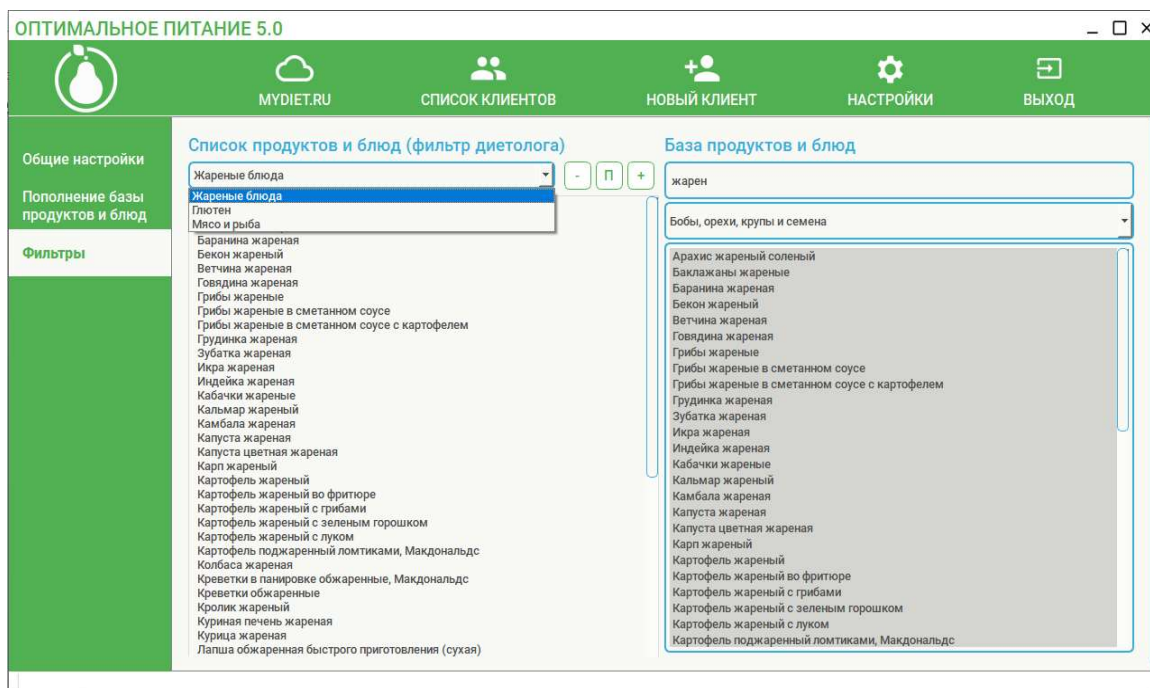 ОПТИМАЛЬНОЕ ПИТАНИЕ 5.0
MYDIET.RU
СПИСОК КЛИЕНТОВ
НОВЫЙ КЛИЕНТ
НАСТРОЙКИ
ВЫХОД
Общие настройки
Пополнение базы
продуктов и блюд
Фильтры
Список продуктов и блюд (фильтр диетолога)
Жареные блюда
- П +
Жареные блюда
Глютен
Мясо и рыба
Баранина жареная
Бекон жареный
Ветчина жареная
Говядина жареная
Грибы жареные
Грибы жареные в сметанном соусе
Грибы жареные в сметанном соусе с картофелем
Грудинка жареная
Зубатка жареная
Икра жареная
Индейка жареная
Кабачки жареные
Кальмар жареный
Камбала жареная
Капуста жареная
Капуста цветная жареная
Карп жареный
Картофель жареный
Картофель жареный во фритюре
Картофель жареный с грибами
Картофель жареный с зеленым горошком
Картофель жареный с луком
Картофель поджаренный ломтиками, Макдональдс
Колбаса жареная
Креветки в панировке обжаренные, Макдональдс
Креветки обжаренные
Кролик жареный
Куриная печень жареная
Курица жареная
Лапша обжаренная быстрого приготовления (сухая)
База продуктов и блюд
жарен
Бобы, орехи, крупы и семена
Арахис жареный соленый
Баклажаны жареные
Баранина жареная
Бекон жареный
Ветчина жареная
Говядина жареная
Грибы жареные
Грибы жареные в сметанном соусе
Грибы жареные в сметанном соусе с картофелем
Грудинка жареная
Зубатка жареная
Икра жареная
Индейка жареная
Кабачки жареные
Кальмар жареный
Камбала жареная
Капуста жареная
Капуста цветная жареная
Карп жареный
Картофель жареный
Картофель жареный во фритюре
Картофель жареный с грибами
Картофель жареный с зеленым горошком
Картофель жареный с луком
Картофель поджаренный ломтиками, Макдональдс